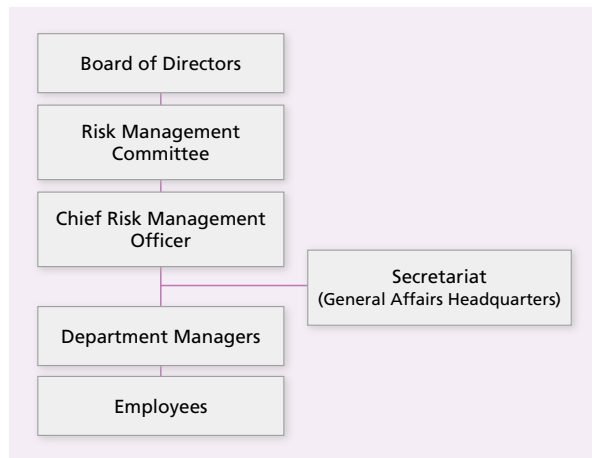 Board of Directors
Risk Management
Committee
Chief Risk Management
Officer
Secretariat
(General Affairs Headquarters)
Department Managers
Employees